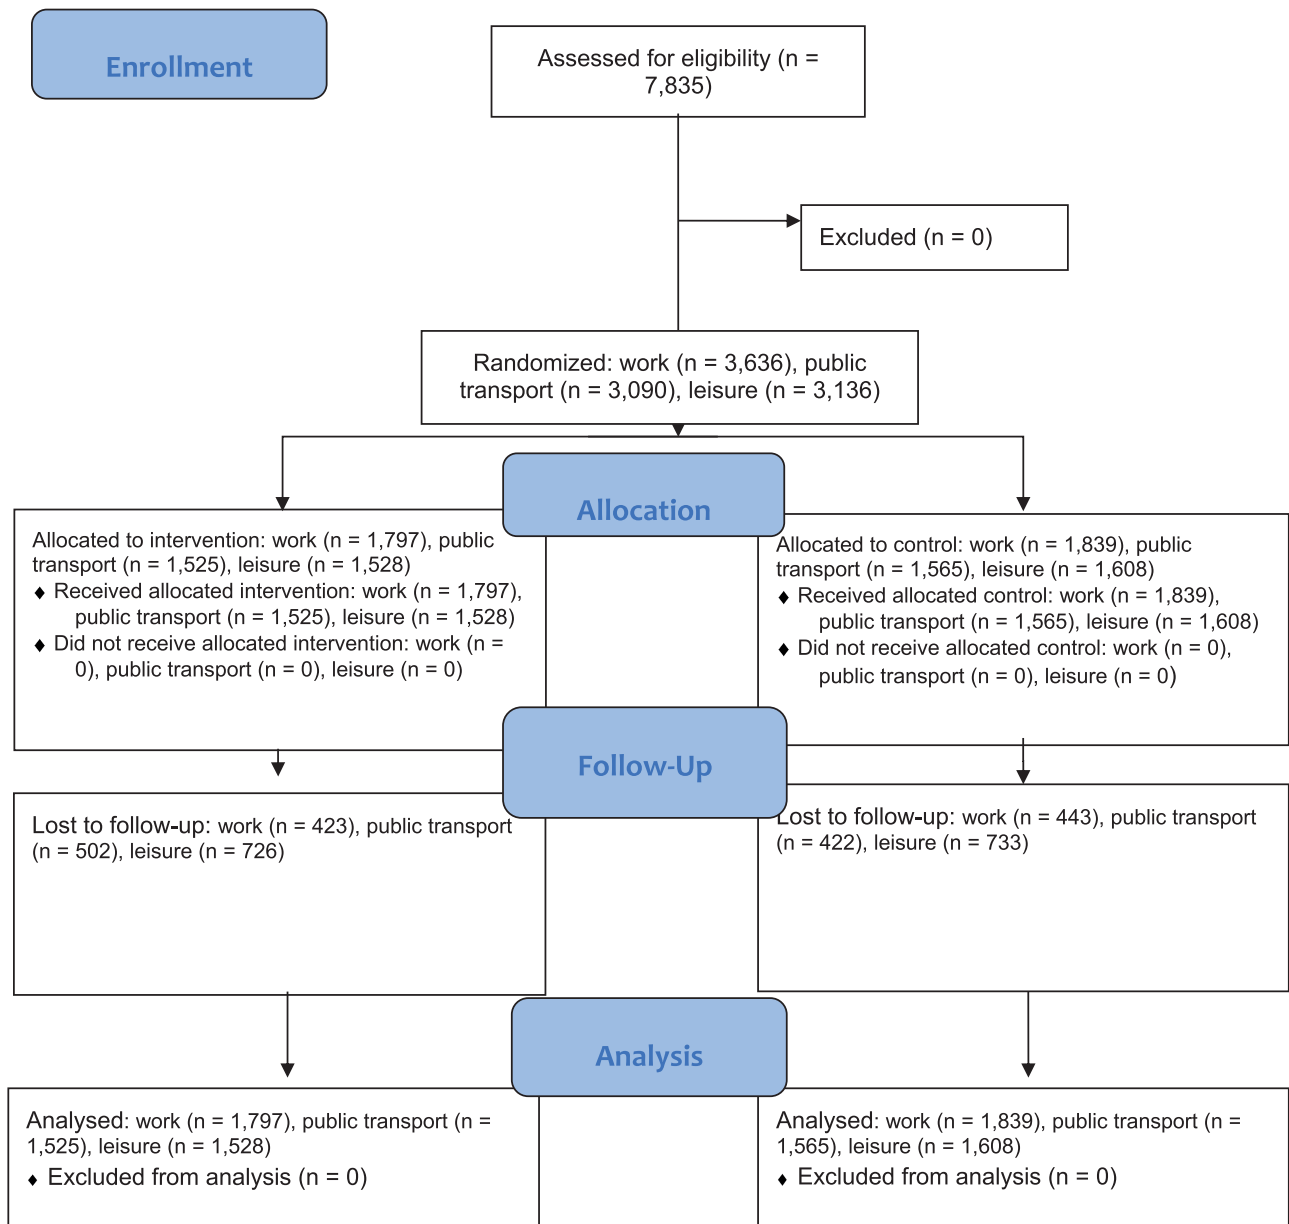 Enrollment
Assessed for eligibility (n =
7,835)
Excluded (n = 0)
Randomized: work (n = 3,636), public
transport (n = 3,090), leisure (n = 3,136)
Allocation
Allocated to intervention: work (n = 1,797), public
transport (n = 1,525), leisure (n = 1,528)
♦ Received allocated intervention: work (n = 1,797),
public transport (n = 1,525), leisure (n = 1,528)
♦ Did not receive allocated intervention: work (n =
0), public transport (n = 0), leisure (n = 0)
Allocated to control: work (n = 1,839), public
transport (n = 1,565), leisure (n = 1,608)
♦ Received allocated control: work (n = 1,839),
public transport (n = 1,565), leisure (n = 1,608)
♦ Did not receive allocated control: work (n = 0),
public transport (n = 0), leisure (n = 0)
Follow-Up
Lost to follow-up: work (n = 423), public transport
(n = 502), leisure (n = 726)
Lost to follow-up: work (n = 443), public transport
(n = 422), leisure (n = 733)
Analysis
Analysed: work (n = 1,797), public transport (n =
1,525), leisure (n = 1,528)
♦ Excluded from analysis (n = 0)
Analysed: work (n = 1,839), public transport (n =
1,565), leisure (n = 1,608)
♦ Excluded from analysis (n = 0)